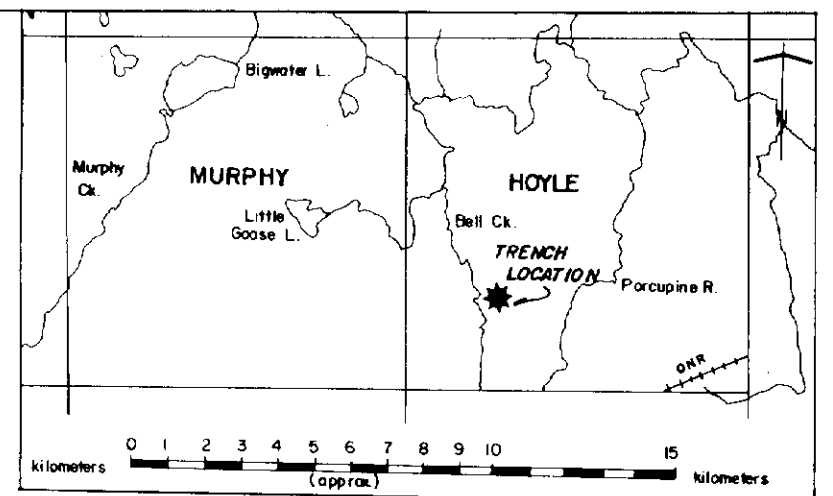 Bigwater L.
Murphy
Ck.
MURPHY
HOYLE
N
Little
Goose L.
Bell Ck.
TRENCH
LOCATION
Porcupine R.
ONR
0 1 2 3 4 5 6 7 8 9 10 15
kilometers (approx.) kilometers